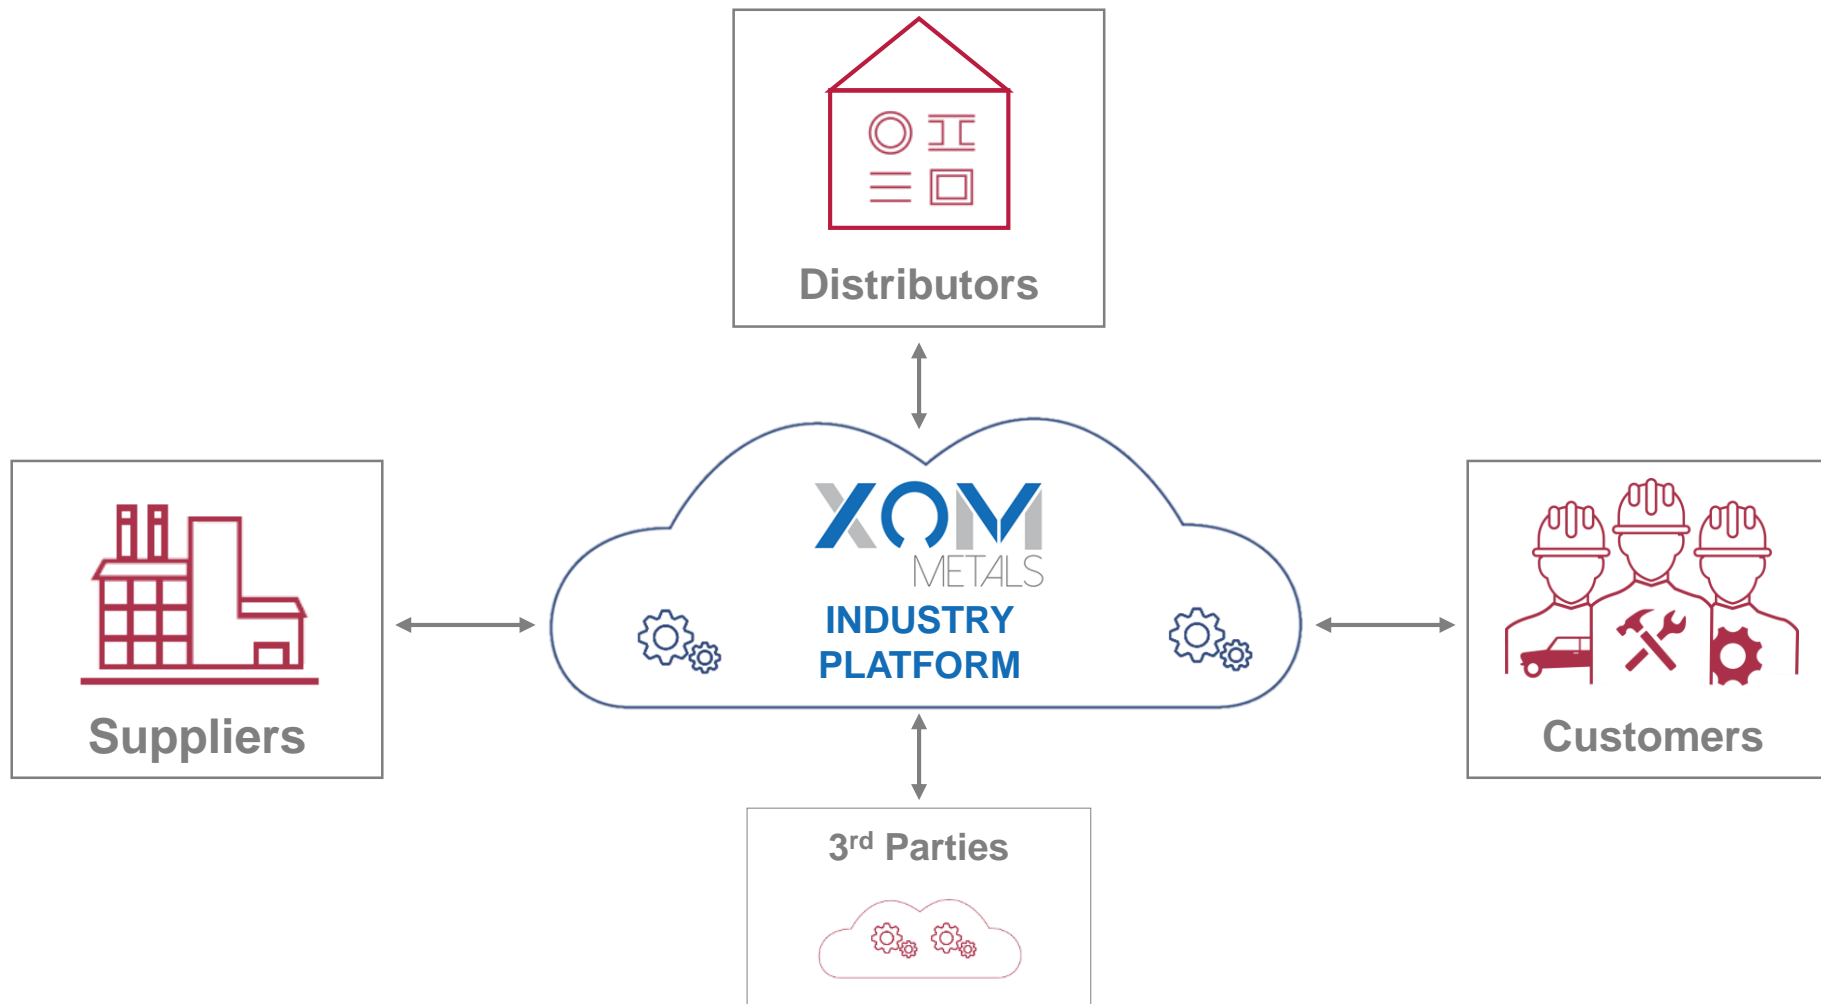 Distributors
XOM
METALS
INDUSTRY
PLATFORM
Suppliers
Customers
3rd Parties